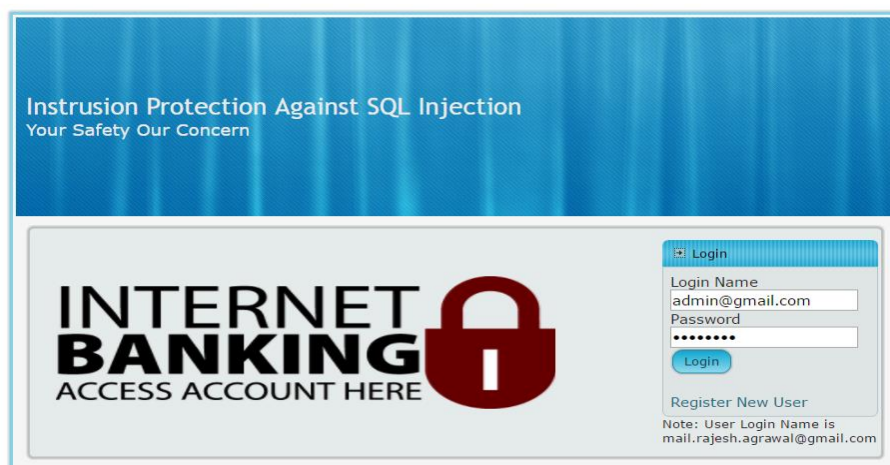 Instrusion Protection Against SQL Injection
Your Safety Our Concern
Login
Login Name
admin@gmail.com
Password
••••••••
Login
Register New User
Note: User Login Name is
mail.rajesh.agrawal@gmail.com
INTERNET
BANKING
ACCESS ACCOUNT HERE